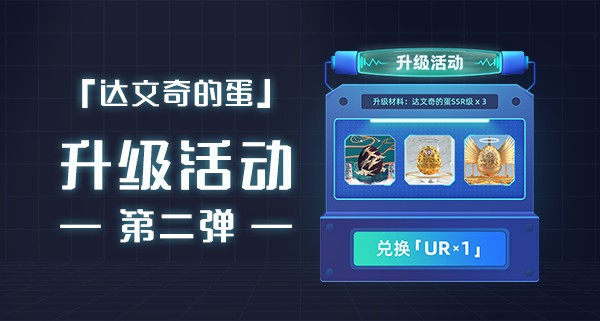 「达文奇的蛋」
升级活动
— 第二弹 —
升级活动
升级材料：达文奇的蛋SSR级 x 3
兑换「UR×1」